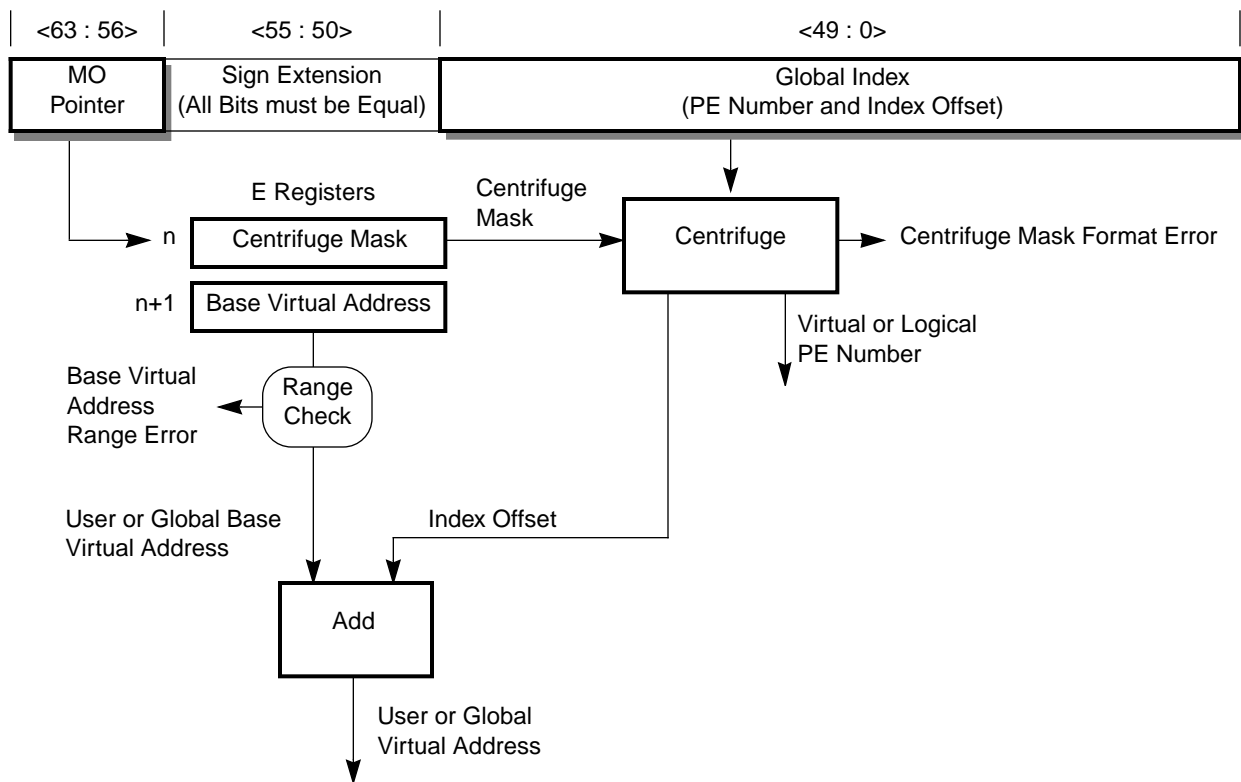 <63 : 56>
<55 : 50>
<49 : 0>
MO
Pointer
Sign Extension
(All Bits must be Equal)
Global Index
(PE Number and Index Offset)
E Registers
n
Centrifuge Mask
Centrifuge
Mask
Centrifuge
Centrifuge Mask Format Error
n+1
Base Virtual Address
Virtual or Logical
PE Number
Base Virtual
Address
Range Error
Range
Check
User or Global Base
Virtual Address
Index Offset
Add
User or Global
Virtual Address